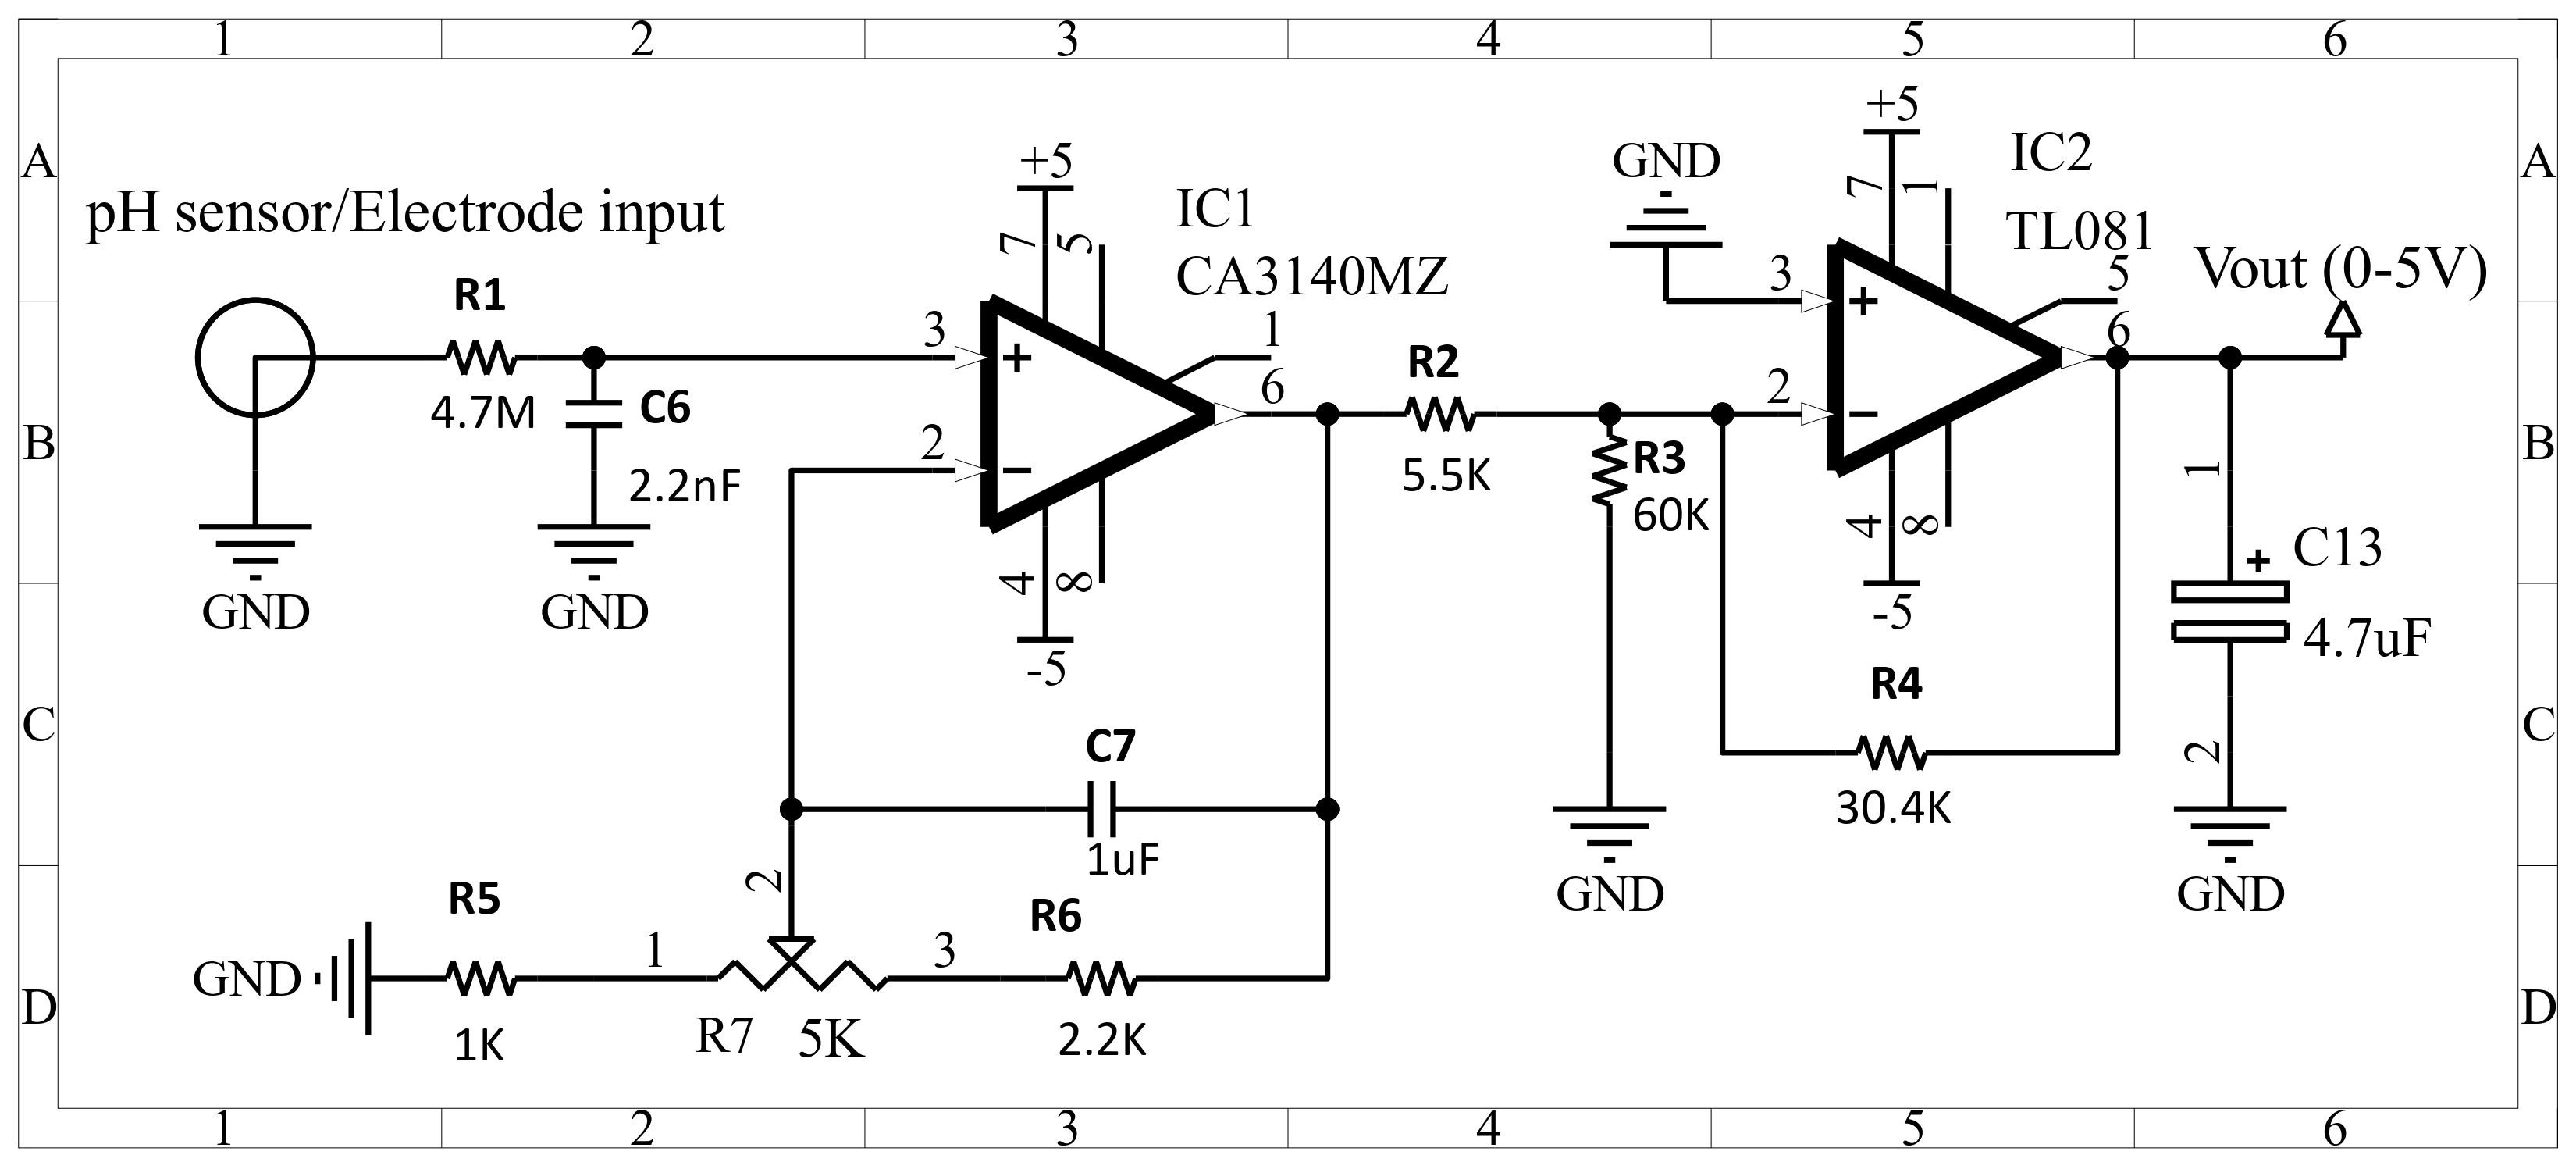 1 2 3 4 5 6
A A
+5
IC2
GND
+5
7 1
pH sensor/Electrode input
IC1
TL081
7 5
CA3140MZ
3
5
Vout (0-5V)
R1
3
1
6
R2
4.7M
C6
6
2
B B
2
R3
5.5K
1
2.2nF
60K
4 8
4 8
C13
+
GND
GND
-5
4.7uF
-5
R4
C C
C7
2
30.4K
1uF
2
R5
GND
GND
R6
1
3
GND
D D
R7
5K
1K
2.2K
1 2 3 4 5 6